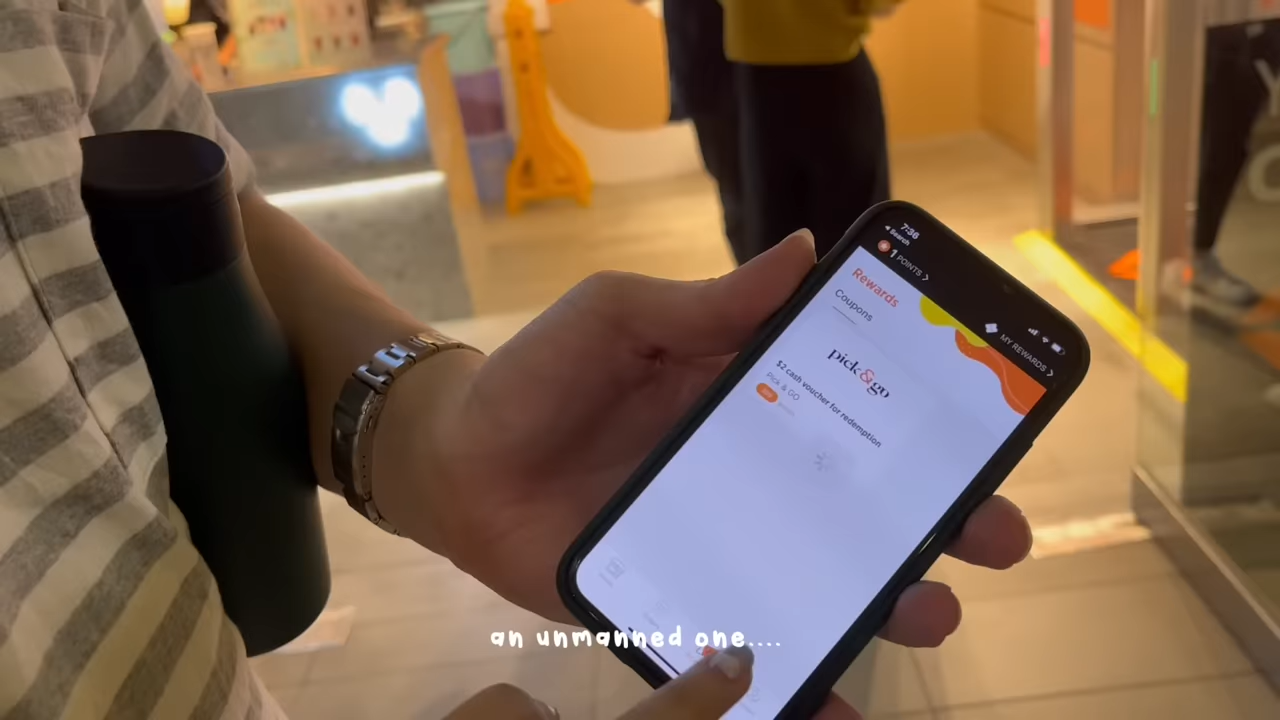 7:36
◀ Search
1 POINTS >
MY REWARDS >
Rewards
Coupons
pick&go
$2 cash voucher for redemption
Pick & GO
an unmanned one....